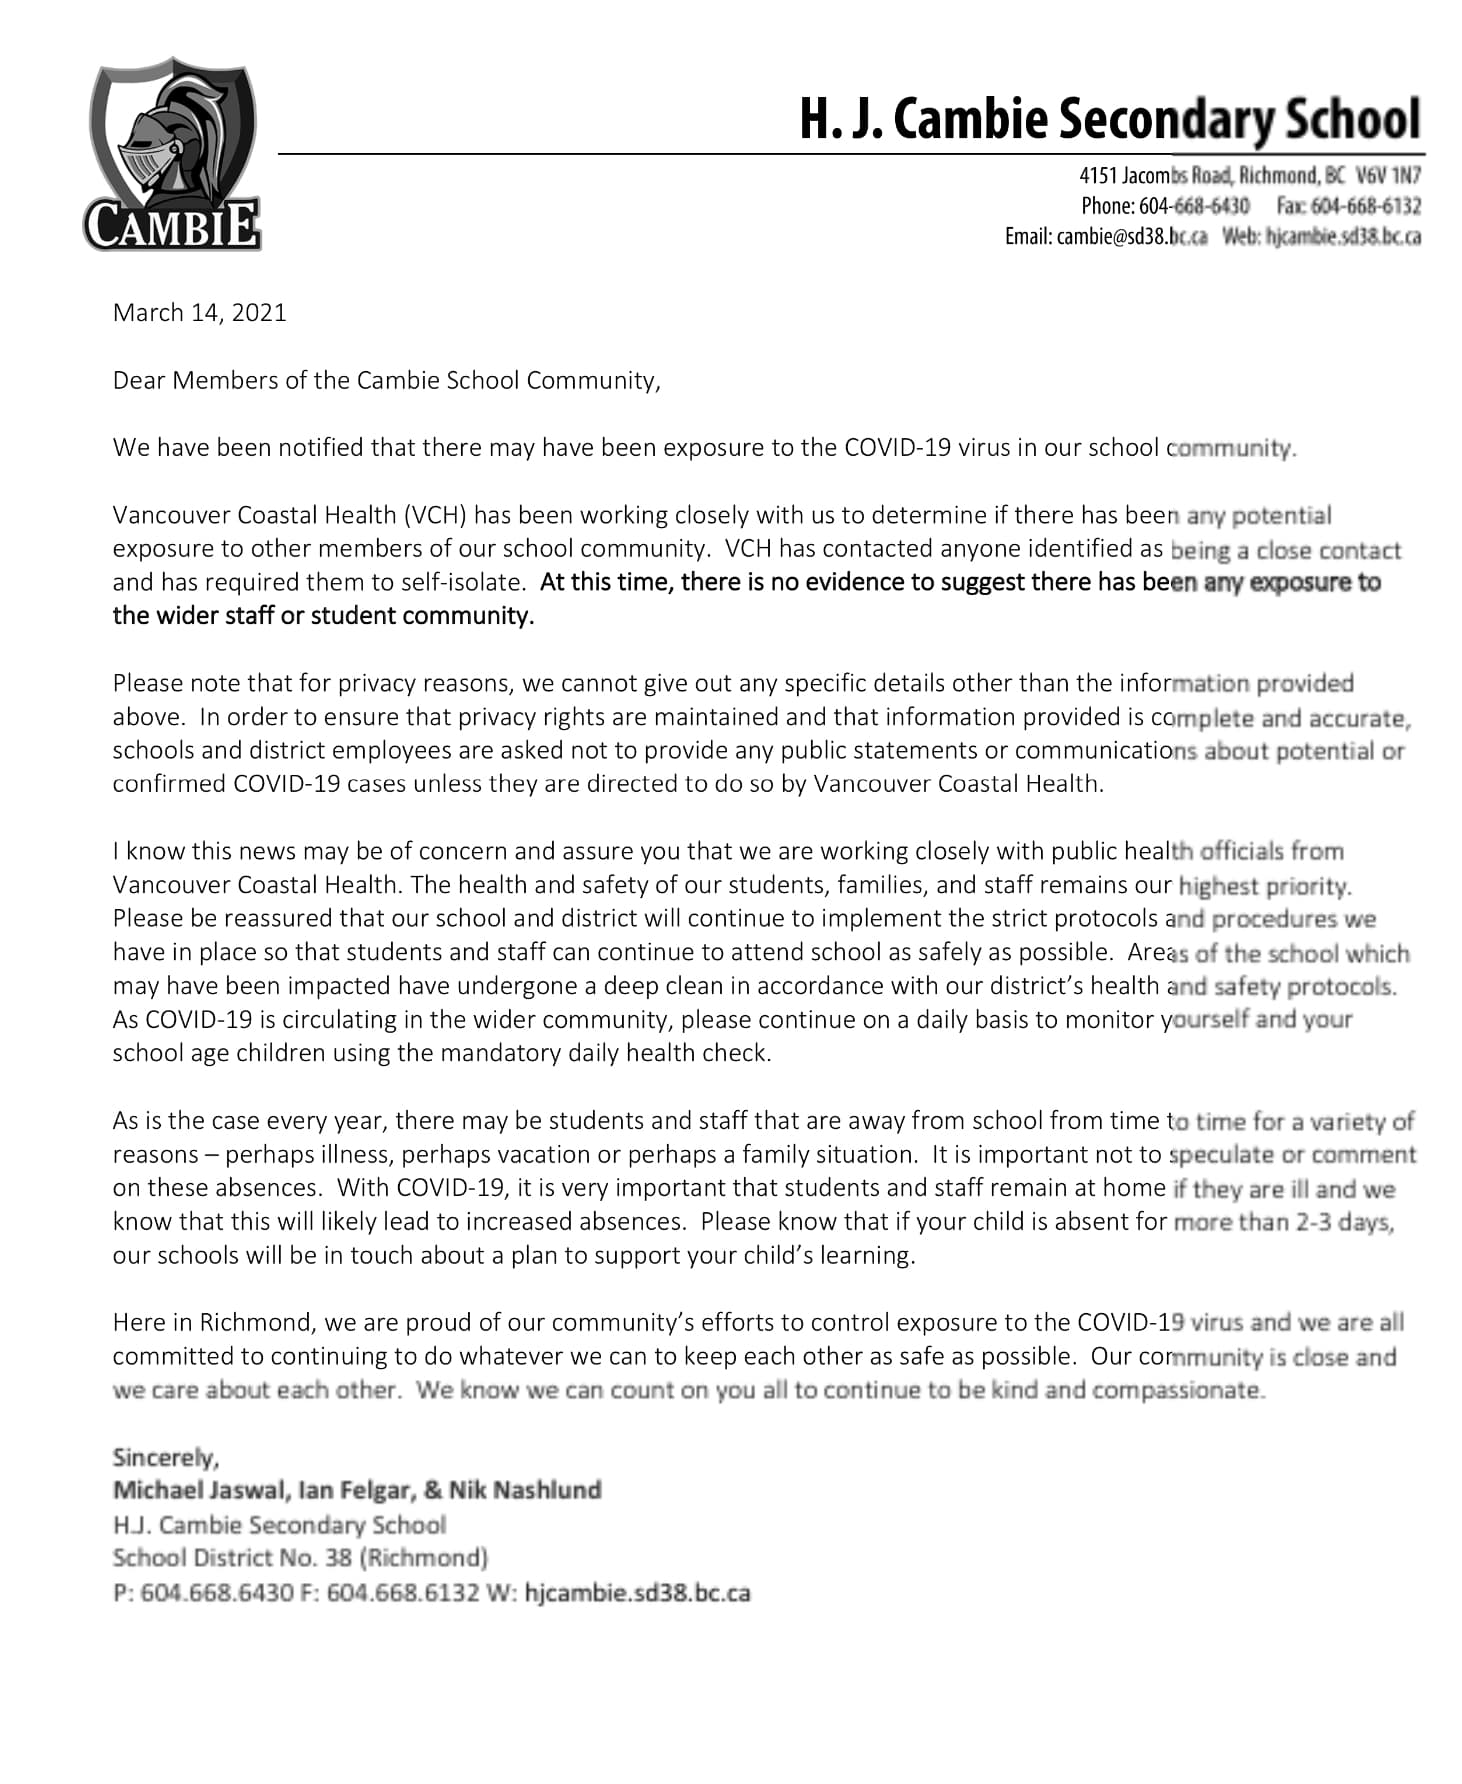 CAMBIE
H. J. Cambie Secondary School
4151 Jacombs Road, Richmond, BC V6V 1N7
Phone: 604-668-6430 Fax: 604-668-6132
Email: cambie@sd38.bc.ca Web: hjcambie.sd38.bc.ca
March 14, 2021
Dear Members of the Cambie School Community,
We have been notified that there may have been exposure to the COVID-19 virus in our school community.
Vancouver Coastal Health (VCH) has been working closely with us to determine if there has been any potential
exposure to other members of our school community. VCH has contacted anyone identified as being a close contact
and has required them to self-isolate. At this time, there is no evidence to suggest there has been any exposure to
the wider staff or student community.
Please note that for privacy reasons, we cannot give out any specific details other than the information provided
above. In order to ensure that privacy rights are maintained and that information provided is complete and accurate,
schools and district employees are asked not to provide any public statements or communications about potential or
confirmed COVID-19 cases unless they are directed to do so by Vancouver Coastal Health.
I know this news may be of concern and assure you that we are working closely with public health officials from
Vancouver Coastal Health. The health and safety of our students, families, and staff remains our highest priority.
Please be reassured that our school and district will continue to implement the strict protocols and procedures we
have in place so that students and staff can continue to attend school as safely as possible. Areas of the school which
may have been impacted have undergone a deep clean in accordance with our district’s health and safety protocols.
As COVID-19 is circulating in the wider community, please continue on a daily basis to monitor yourself and your
school age children using the mandatory daily health check.
As is the case every year, there may be students and staff that are away from school from time to time for a variety of
reasons – perhaps illness, perhaps vacation or perhaps a family situation. It is important not to speculate or comment
on these absences. With COVID-19, it is very important that students and staff remain at home if they are ill and we
know that this will likely lead to increased absences. Please know that if your child is absent for more than 2-3 days,
our schools will be in touch about a plan to support your child’s learning.
Here in Richmond, we are proud of our community’s efforts to control exposure to the COVID-19 virus and we are all
committed to continuing to do whatever we can to keep each other as safe as possible. Our community is close and
we care about each other. We know we can count on you all to continue to be kind and compassionate.
Sincerely,
Michael Jaswal, Ian Felgar, & Nik Nashlund
H.J. Cambie Secondary School
School District No. 38 (Richmond)
P: 604.668.6430 F: 604.668.6132 W: hjcambie.sd38.bc.ca